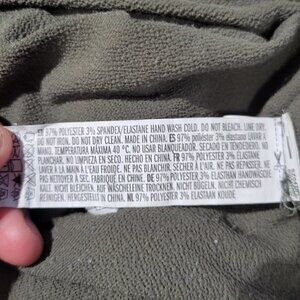 97% POLYESTER 3% SPANDEX/ELASTANE HAND WASH COLD. DO NOT BLEACH. LINE DRY.
DO NOT IRON. DO NOT DRY CLEAN. MADE IN CHINA. ES 97% poliéster 3% elastano LAVAR A
MANO. TEMPERATURA MÁXIMA 40 °C. NO USAR BLANQUEADOR. SECADO EN TENDEDERO. NO
PLANCHAR. NO LIMPIEZA EN SECO. HECHO EN CHINA. FR 97% POLYESTER 3% ELASTANE
LAVER À LA MAIN À L'EAU FROIDE. NE PAS BLANCHIR. NE PAS REPASSER. NE
PAS NETTOYER À SEC. FABRIQUÉ EN CHINE. DE 97% POLYESTER 3% ELASTHAN HANDWÄSCHE
KALT. NICHT BLEICHEN. AUF WÄSCHELEINE TROCKNEN. NICHT BÜGELN. NICHT CHEMISCH
REINIGEN. HERGESTELLT IN CHINA. NL 97% POLYESTER 3% ELASTAAN KOUDE